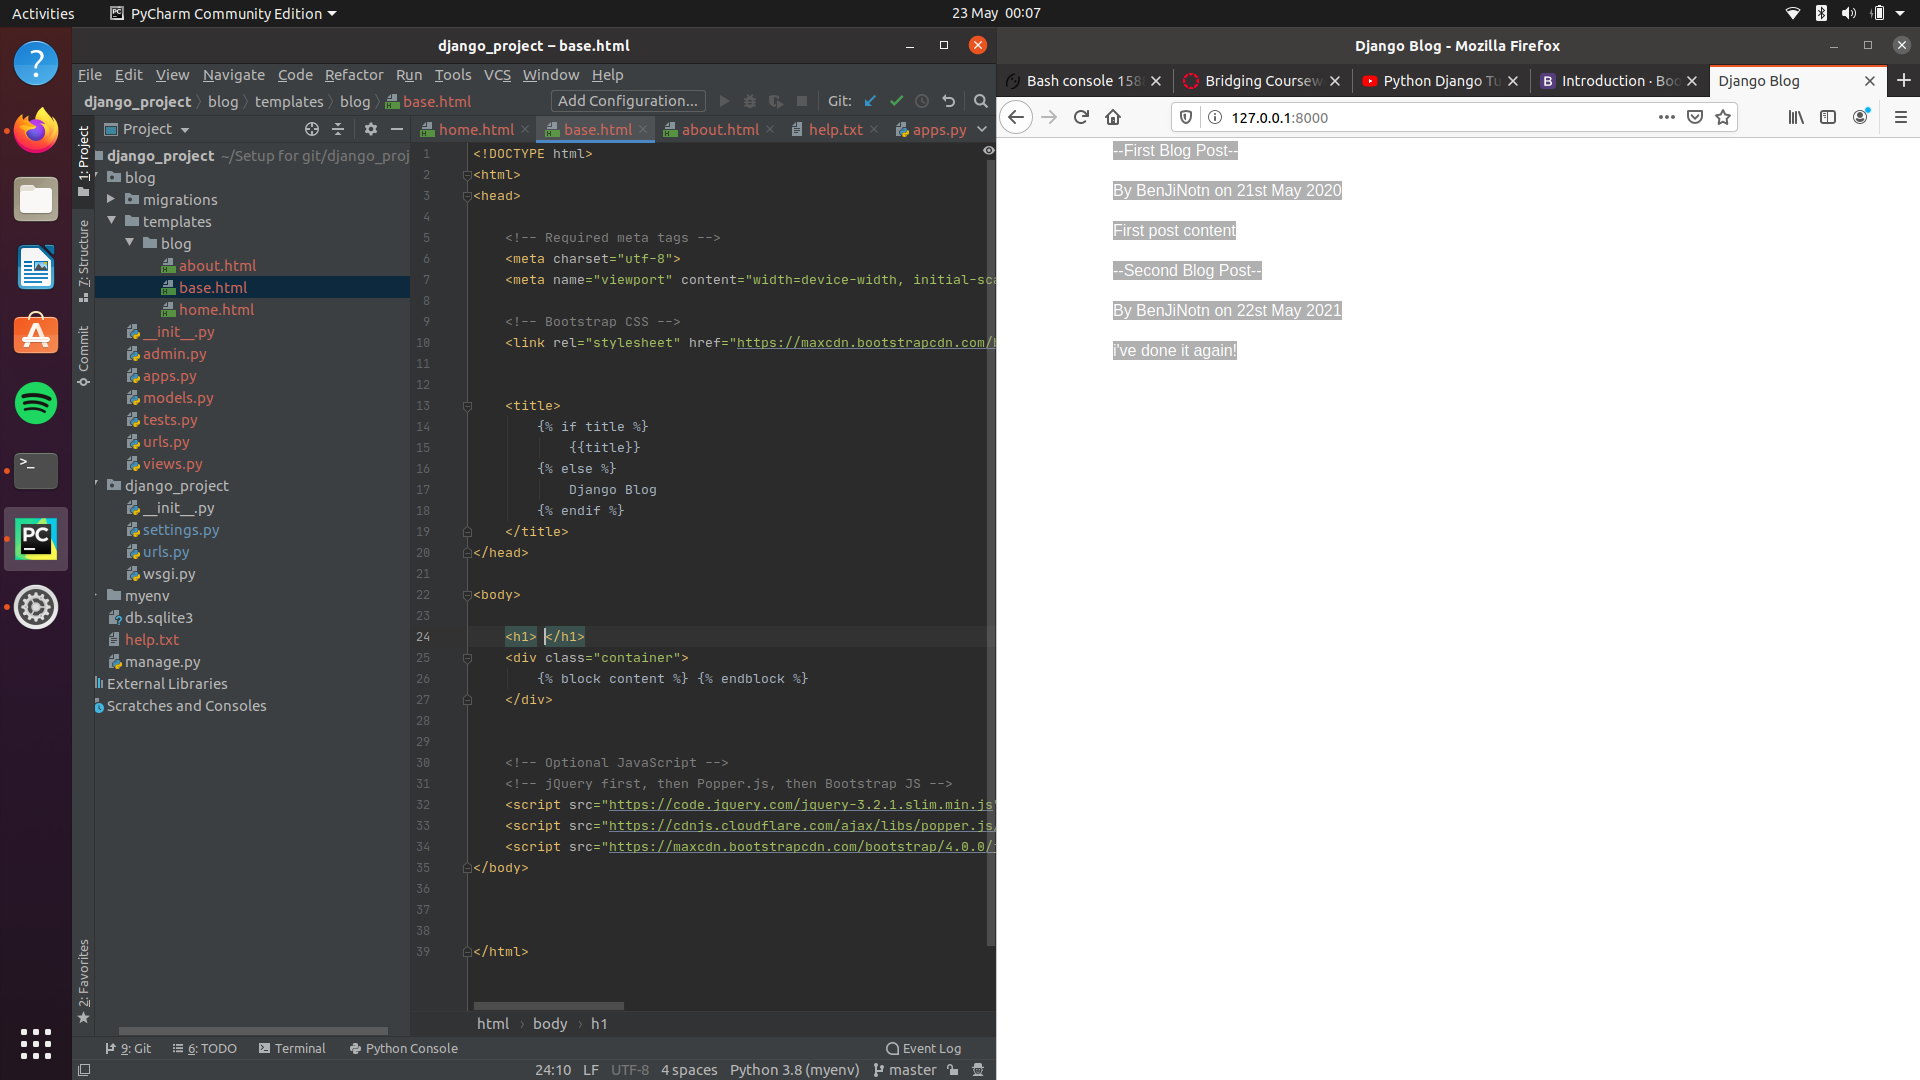 Activities
PyCharm Community Edition
23 May 00:07
django_project – base.html
File Edit View Navigate Code Refactor Run Tools VCS Window Help
django_project blog templates blog base.html
Add Configuration...
Git:
Project
home.html
base.html
about.html
help.txt
apps.py
1: Project
7: Structure
Commit
2: Favorites
django_project ~/Setup for git/django_proj
blog
migrations
templates
blog
about.html
base.html
home.html
__init__.py
admin.py
apps.py
models.py
tests.py
urls.py
views.py
django_project
__init__.py
settings.py
urls.py
wsgi.py
myenv
db.sqlite3
help.txt
manage.py
External Libraries
Scratches and Consoles
1 <!DOCTYPE html>
2 <html>
3 <head>
4
5 <!-- Required meta tags -->
6 <meta charset="utf-8">
7 <meta name="viewport" content="width=device-width, initial-sca
8
9 <!-- Bootstrap CSS -->
10 <link rel="stylesheet" href="https://maxcdn.bootstrapcdn.com/b
11
12
13 <title>
14 {% if title %}
15 {{title}}
16 {% else %}
17 Django Blog
18 {% endif %}
19 </title>
20 </head>
21
22 <body>
23
24 <h1> </h1>
25 <div class="container">
26 {% block content %} {% endblock %}
27 </div>
28
29
30 <!-- Optional JavaScript -->
31 <!-- jQuery first, then Popper.js, then Bootstrap JS -->
32 <script src="https://code.jquery.com/jquery-3.2.1.slim.min.js"
33 <script src="https://cdnjs.cloudflare.com/ajax/libs/popper.js/
34 <script src="https://maxcdn.bootstrapcdn.com/bootstrap/4.0.0/
35 </body>
36
37
38
39 </html>
html body h1
9: Git 6: TODO Terminal Python Console Event Log
24:10 LF UTF-8 4 spaces Python 3.8 (myenv) master
Django Blog - Mozilla Firefox
Bash console 158
Bridging Coursew
Python Django Tu
Introduction · Boo
Django Blog
127.0.0.1:8000
--First Blog Post--
By BenJiNotn on 21st May 2020
First post content
--Second Blog Post--
By BenJiNotn on 22st May 2021
i've done it again!
PC